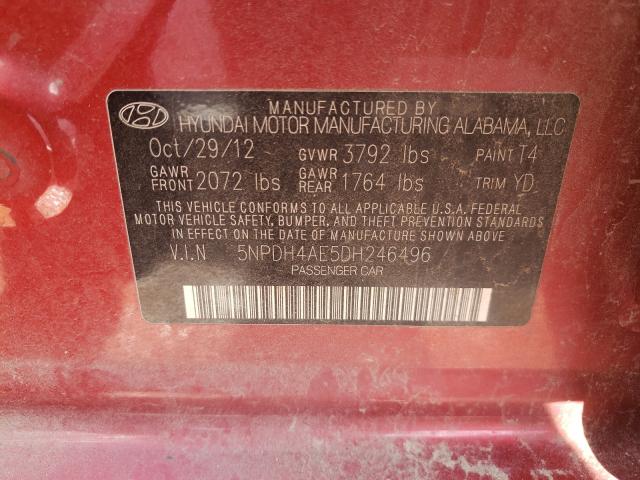 MANUFACTURED BY
HYUNDAI MOTOR MANUFACTURING ALABAMA, LLC
Oct/29/12 GVWR 3792 lbs PAINT T4
GAWR FRONT 2072 lbs GAWR REAR 1764 lbs TRIM YD
THIS VEHICLE CONFORMS TO ALL APPLICABLE U.S.A. FEDERAL
MOTOR VEHICLE SAFETY, BUMPER, AND THEFT PREVENTION
STANDARDS IN EFFECT ON THE DATE OF
MANUFACTURE SHOWN ABOVE
V.I.N 5NPDH4AE5DH246496
PASSENGER CAR